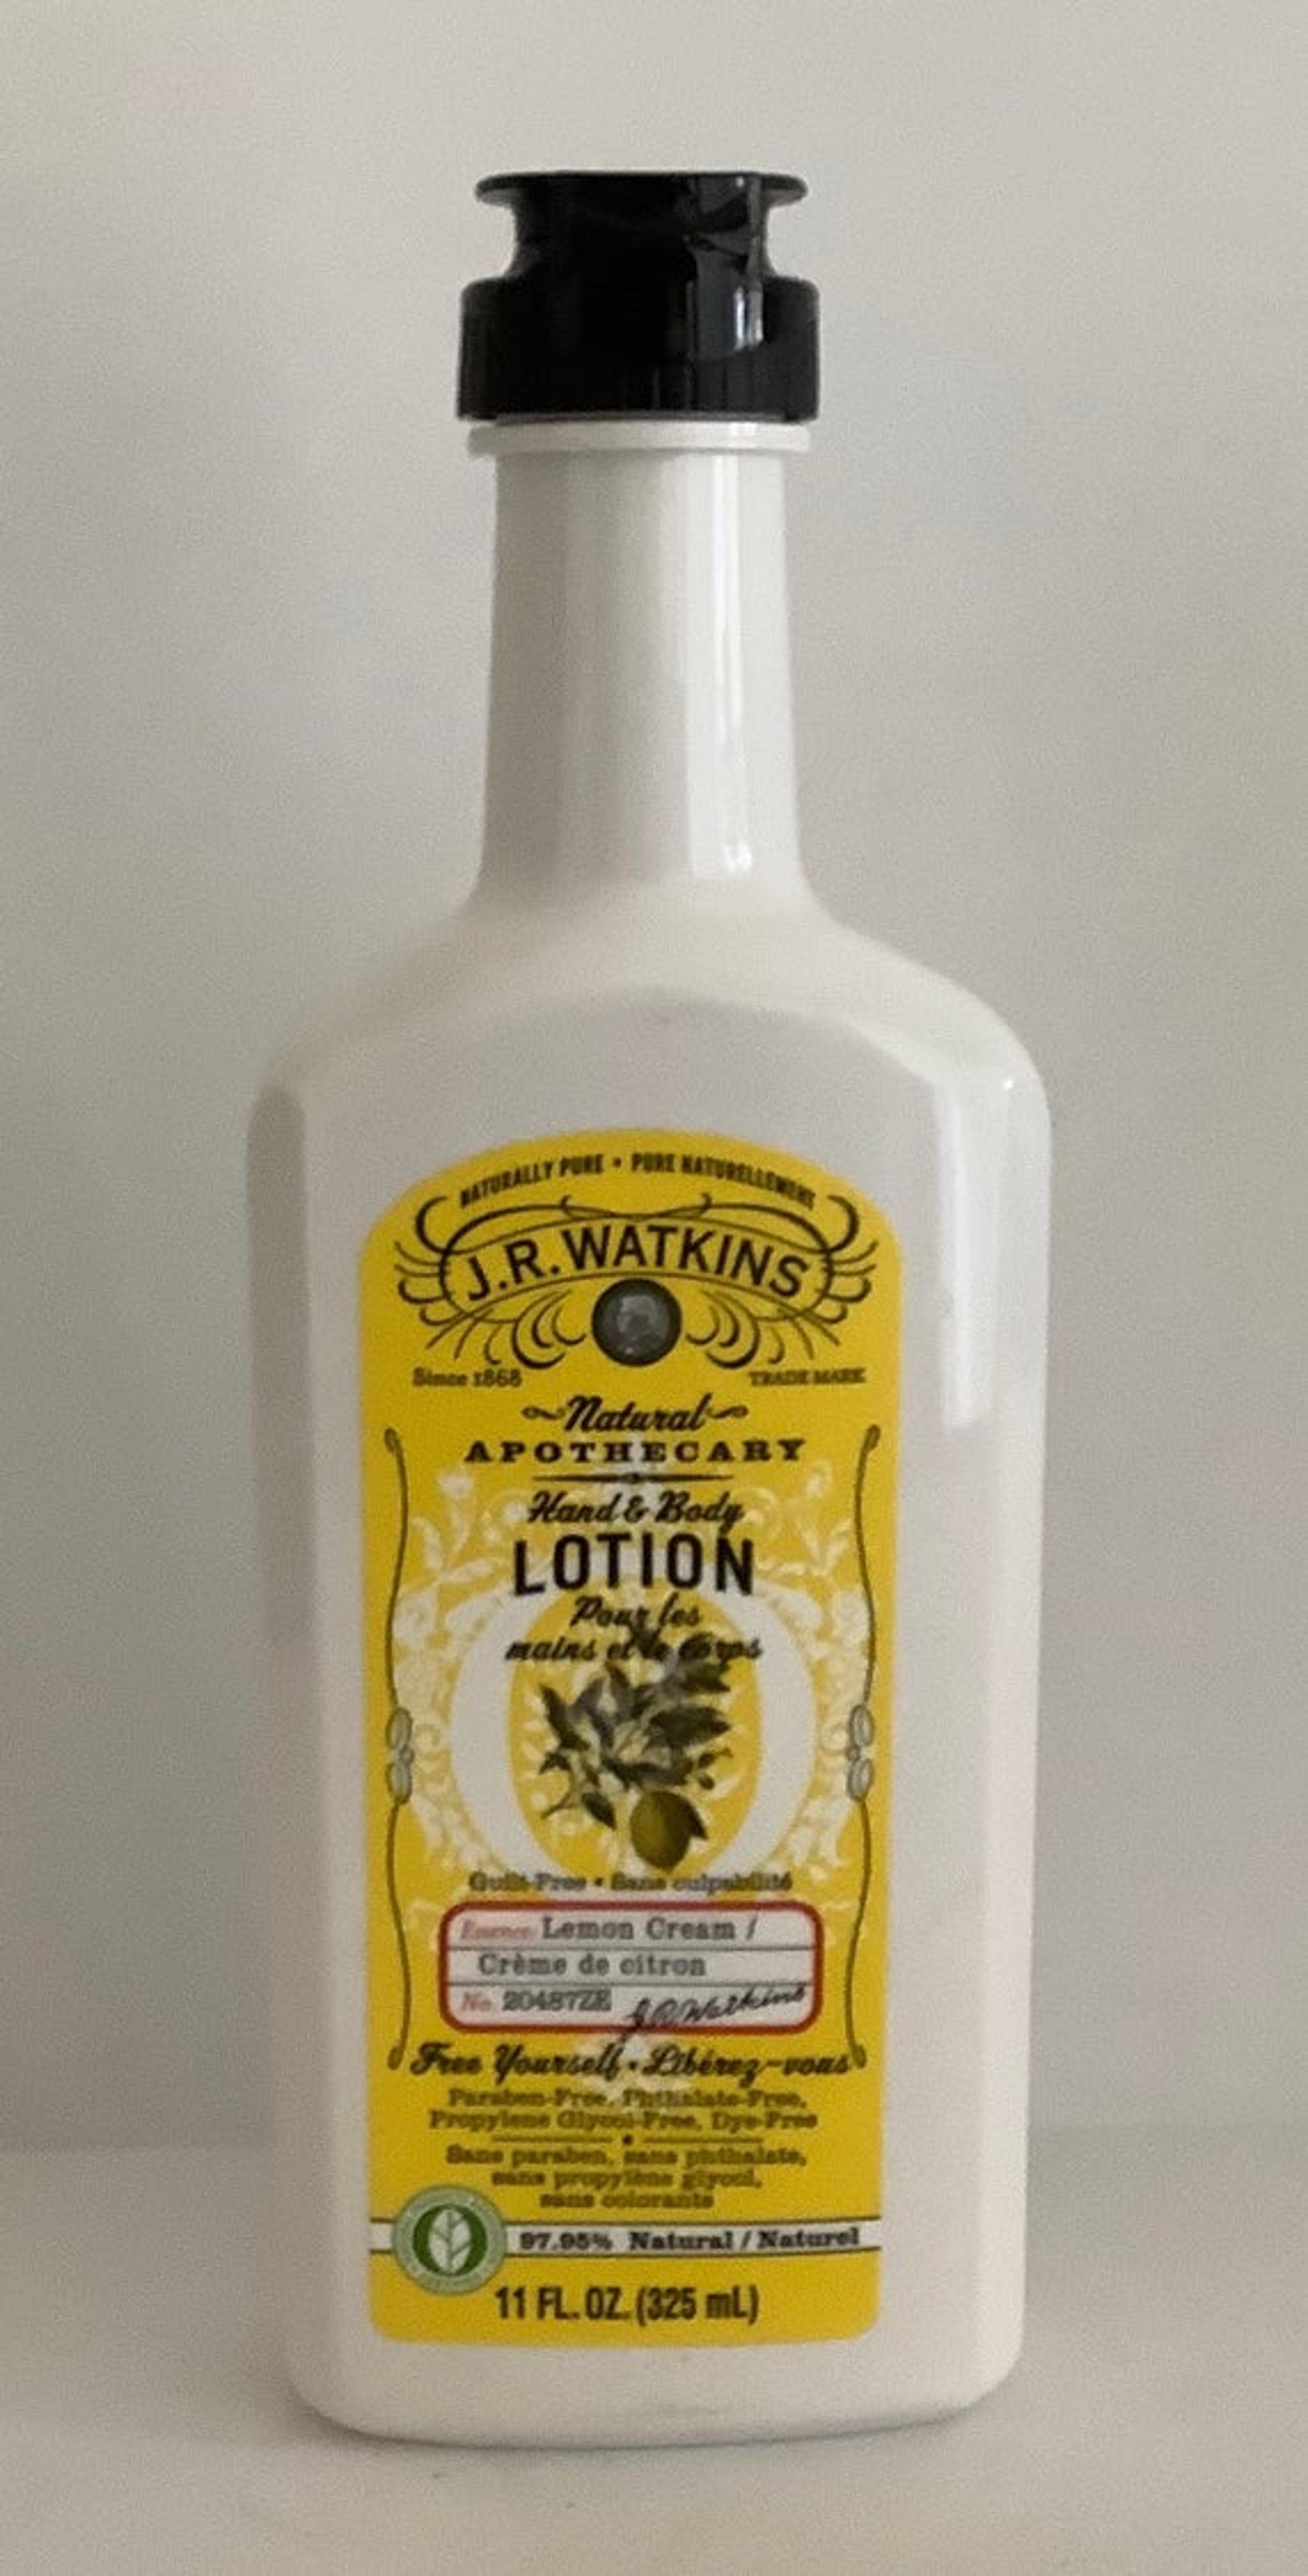 NATURALLY PURE • PURE NATURELLEMENT
J.R. WATKINS
Since 1868 TRADE MARK
Natural
APOTHECARY
Hand & Body
LOTION
Pour les
mains et le corps
Guilt-Free • Sans culpabilité
Essence: Lemon Cream /
Crème de citron
No. 20487ZE J.R. Watkins
Free Yourself • Libérez-vous
Paraben-Free, Phthalate-Free,
Propylene Glycol-Free, Dye-Free
Sans paraben, sans phthalate,
sans propylène glycol,
sans colorants
97.95% Natural / Naturel
11 FL. OZ. (325 mL)